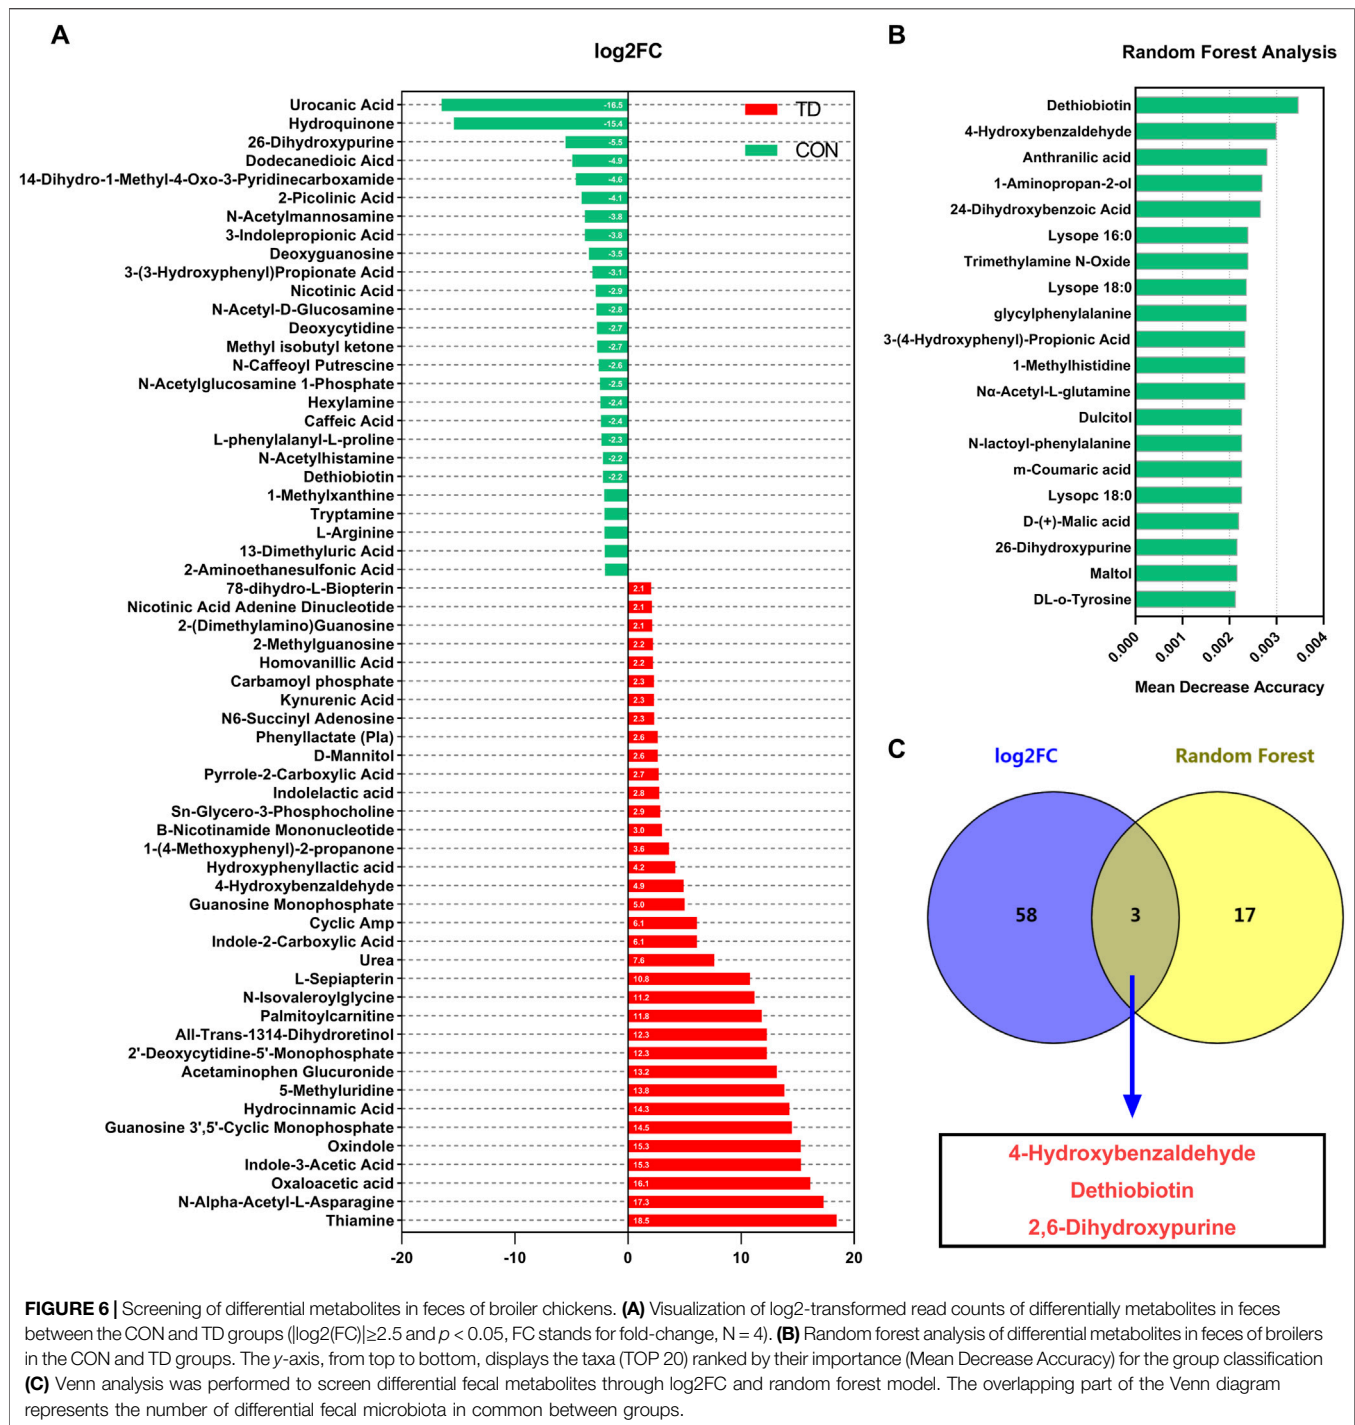 A
log2FC
TD
CON
Urocanic Acid -16.5
Hydroquinone -15.4
26-Dihydroxypurine -5.5
Dodecanedioic Aicd -4.9
14-Dihydro-1-Methyl-4-Oxo-3-Pyridinecarboxamide -4.6
2-Picolinic Acid -4.1
N-Acetylmannosamine -3.8
3-Indolepropionic Acid -3.8
Deoxyguanosine -3.5
3-(3-Hydroxyphenyl)Propionate Acid -3.1
Nicotinic Acid -2.9
N-Acetyl-D-Glucosamine -2.8
Deoxycytidine -2.7
Methyl isobutyl ketone -2.7
N-Caffeoyl Putrescine -2.6
N-Acetylglucosamine 1-Phosphate -2.5
Hexylamine -2.4
Caffeic Acid -2.4
L-phenylalanyl-L-proline -2.3
N-Acetylhistamine -2.2
Dethiobiotin -2.2
1-Methylxanthine
Tryptamine
L-Arginine
13-Dimethyluric Acid
2-Aminoethanesulfonic Acid
78-dihydro-L-Biopterin 2.1
Nicotinic Acid Adenine Dinucleotide 2.1
2-(Dimethylamino)Guanosine 2.1
2-Methylguanosine 2.2
Homovanillic Acid 2.2
Carbamoyl phosphate 2.3
Kynurenic Acid 2.3
N6-Succinyl Adenosine 2.3
Phenyllactate (Pla) 2.6
D-Mannitol 2.6
Pyrrole-2-Carboxylic Acid 2.7
Indolelactic acid 2.8
Sn-Glycero-3-Phosphocholine 2.9
B-Nicotinamide Mononucleotide 3.0
1-(4-Methoxyphenyl)-2-propanone 3.6
Hydroxyphenyllactic acid 4.2
4-Hydroxybenzaldehyde 4.9
Guanosine Monophosphate 5.0
Cyclic Amp 6.1
Indole-2-Carboxylic Acid 6.1
Urea 7.6
L-Sepiapterin 10.8
N-Isovaleroylglycine 11.2
Palmitoylcarnitine 11.8
All-Trans-1314-Dihydroretinol 12.3
2'-Deoxycytidine-5'-Monophosphate 12.3
Acetaminophen Glucuronide 13.2
5-Methyluridine 13.8
Hydrocinnamic Acid 14.3
Guanosine 3',5'-Cyclic Monophosphate 14.5
Oxindole 15.3
Indole-3-Acetic Acid 15.3
Oxaloacetic acid 16.1
N-Alpha-Acetyl-L-Asparagine 17.3
Thiamine 18.5
-20 -10 0 10 20
B
Random Forest Analysis
Dethiobiotin
4-Hydroxybenzaldehyde
Anthranilic acid
1-Aminopropan-2-ol
24-Dihydroxybenzoic Acid
Lysope 16:0
Trimethylamine N-Oxide
Lysope 18:0
glycylphenylalanine
3-(4-Hydroxyphenyl)-Propionic Acid
1-Methylhistidine
Nα-Acetyl-L-glutamine
Dulcitol
N-lactoyl-phenylalanine
m-Coumaric acid
Lysopc 18:0
D-(+)-Malic acid
26-Dihydroxypurine
Maltol
DL-o-Tyrosine
0.000 0.001 0.002 0.003 0.004
Mean Decrease Accuracy
C
log2FC Random Forest
58 3 17
4-Hydroxybenzaldehyde
Dethiobiotin
2,6-Dihydroxypurine
FIGURE 6 | Screening of differential metabolites in feces of broiler chickens. (A) Visualization of log2-transformed read counts of differentially metabolites in feces
between the CON and TD groups (|log2(FC)|≥2.5 and p < 0.05, FC stands for fold-change, N = 4). (B) Random forest analysis of differential metabolites in feces of broilers
in the CON and TD groups. The y-axis, from top to bottom, displays the taxa (TOP 20) ranked by their importance (Mean Decrease Accuracy) for the group classification
(C) Venn analysis was performed to screen differential fecal metabolites through log2FC and random forest model. The overlapping part of the Venn diagram
represents the number of differential fecal microbiota in common between groups.